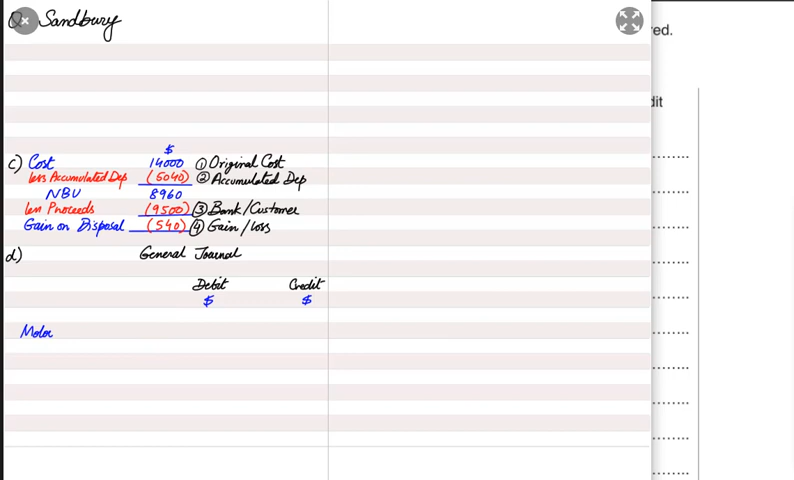 Q Sandbury
red.
dit
$
c) Cost 14000 ① Original Cost
less Accumulated Dep (5040) ② Accumulated Dep
NBV 8960
less Proceeds (9500) ③ Bank/Customer
Gain on Disposal (540) ④ Gain/loss
d) General Journal
Debit Credit
$ $
Motor